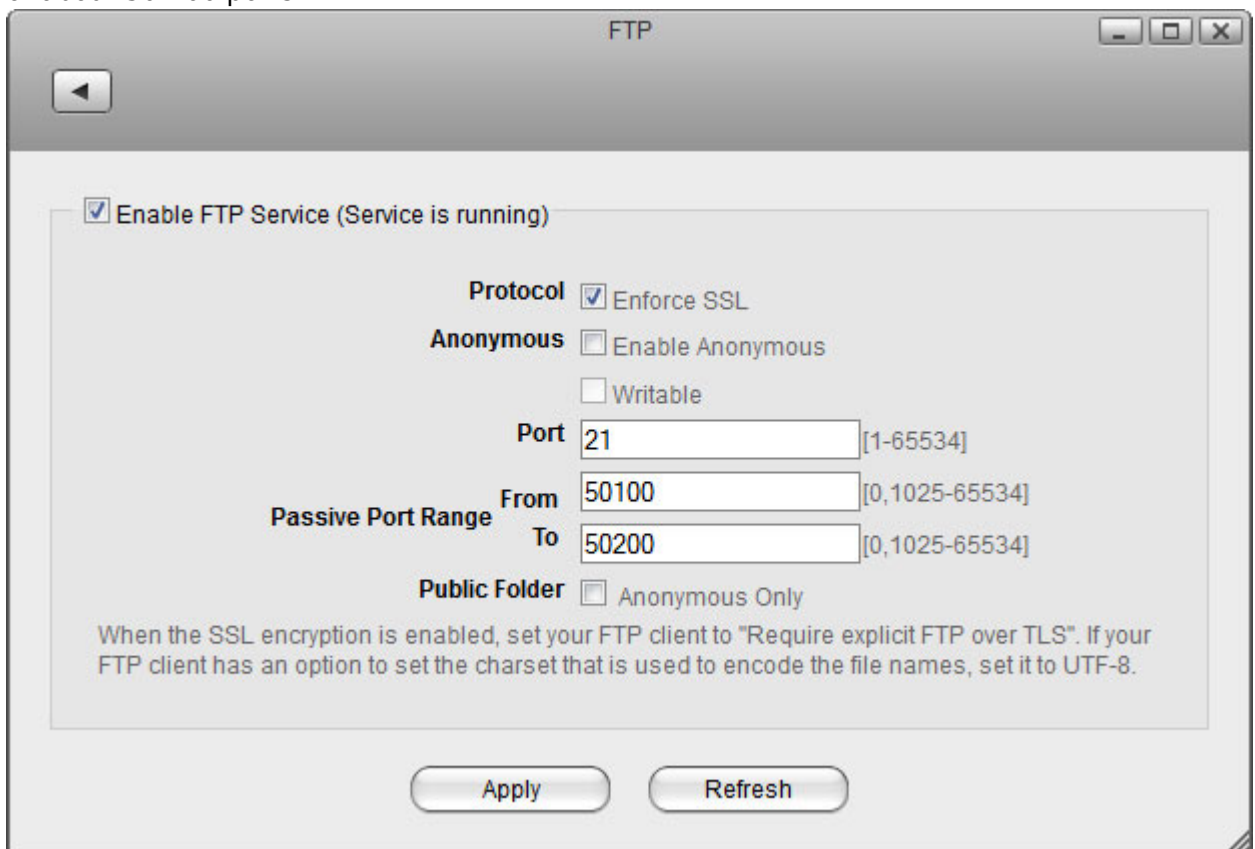 FTP
Enable FTP Service (Service is running)
Protocol Enforce SSL
Anonymous Enable Anonymous
Writable
Port 21 [1-65534]
Passive Port Range From 50100 [0,1025-65534]
To 50200 [0,1025-65534]
Public Folder Anonymous Only
When the SSL encryption is enabled, set your FTP client to "Require explicit FTP over TLS". If your
FTP client has an option to set the charset that is used to encode the file names, set it to UTF-8.
Apply Refresh